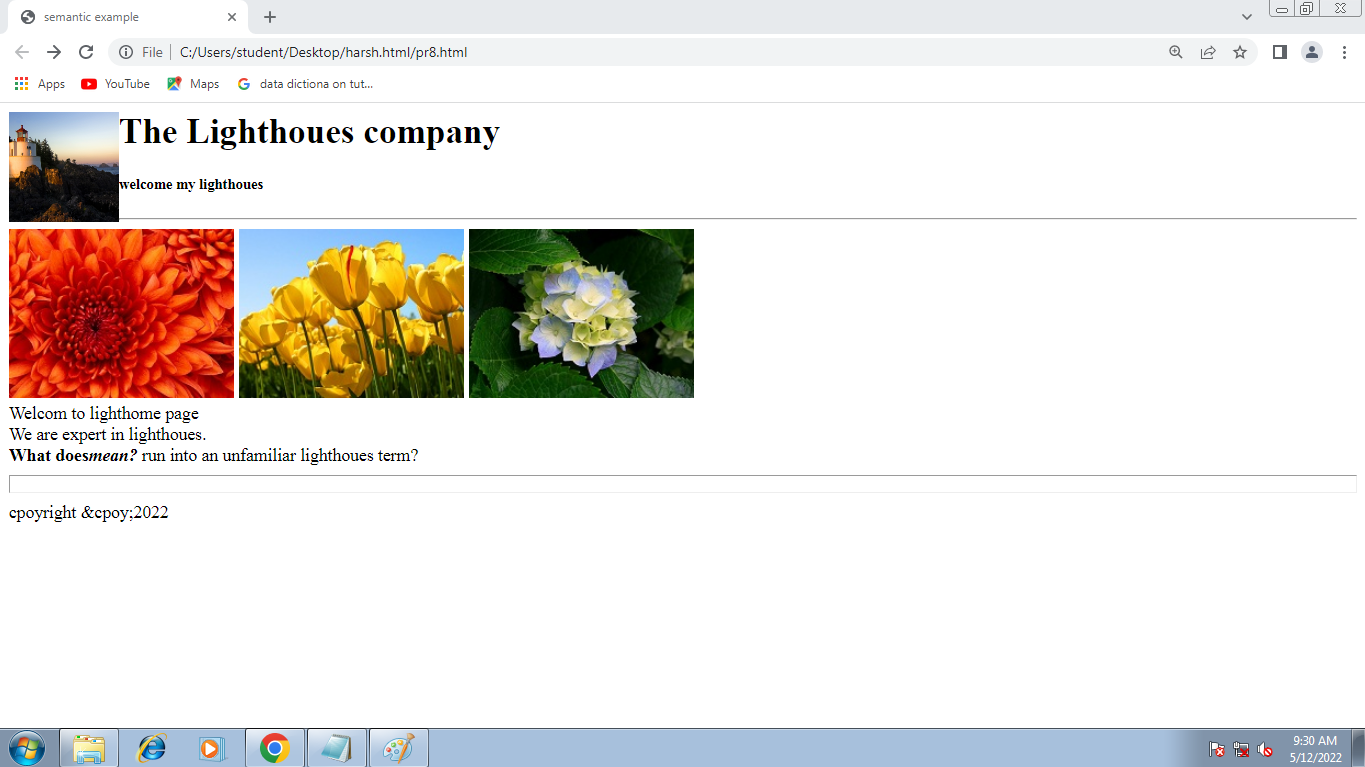 semantic example
File C:/Users/student/Desktop/harsh.html/pr8.html
Apps YouTube Maps data dictiona on tut...
The Lighthoues company
welcome my lighthoues
Welcom to lighthome page
We are expert in lighthoues.
What doesmean? run into an unfamiliar lighthoues term?
cpoyright &cpoy;2022
9:30 AM
5/12/2022